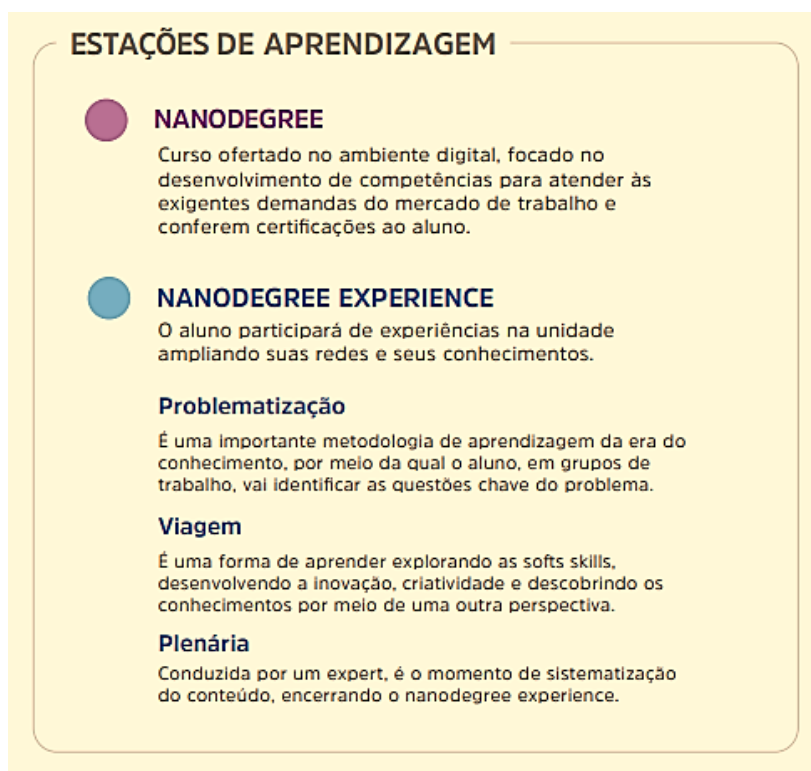 ESTAÇÕES DE APRENDIZAGEM
NANODEGREE
Curso ofertado no ambiente digital, focado no
desenvolvimento de competências para atender às
exigentes demandas do mercado de trabalho e
conferem certificações ao aluno.
NANODEGREE EXPERIENCE
O aluno participará de experiências na unidade
ampliando suas redes e seus conhecimentos.
Problematização
É uma importante metodologia de aprendizagem da era do
conhecimento, por meio da qual o aluno, em grupos de
trabalho, vai identificar as questões chave do problema.
Viagem
É uma forma de aprender explorando as softs skills,
desenvolvendo a inovação, criatividade e descobrindo os
conhecimentos por meio de uma outra perspectiva.
Plenária
Conduzida por um expert, é o momento de sistematização
do conteúdo, encerrando o nanodegree experience.